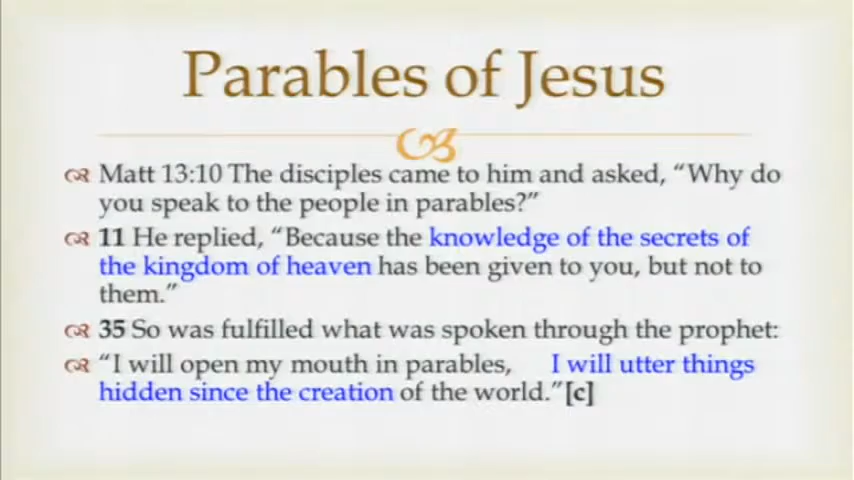 Parables of Jesus
Matt 13:10 The disciples came to him and asked, “Why do
you speak to the people in parables?”
11 He replied, “Because the knowledge of the secrets of
the kingdom of heaven has been given to you, but not to
them.”
35 So was fulfilled what was spoken through the prophet:
“I will open my mouth in parables, I will utter things
hidden since the creation of the world.”[c]